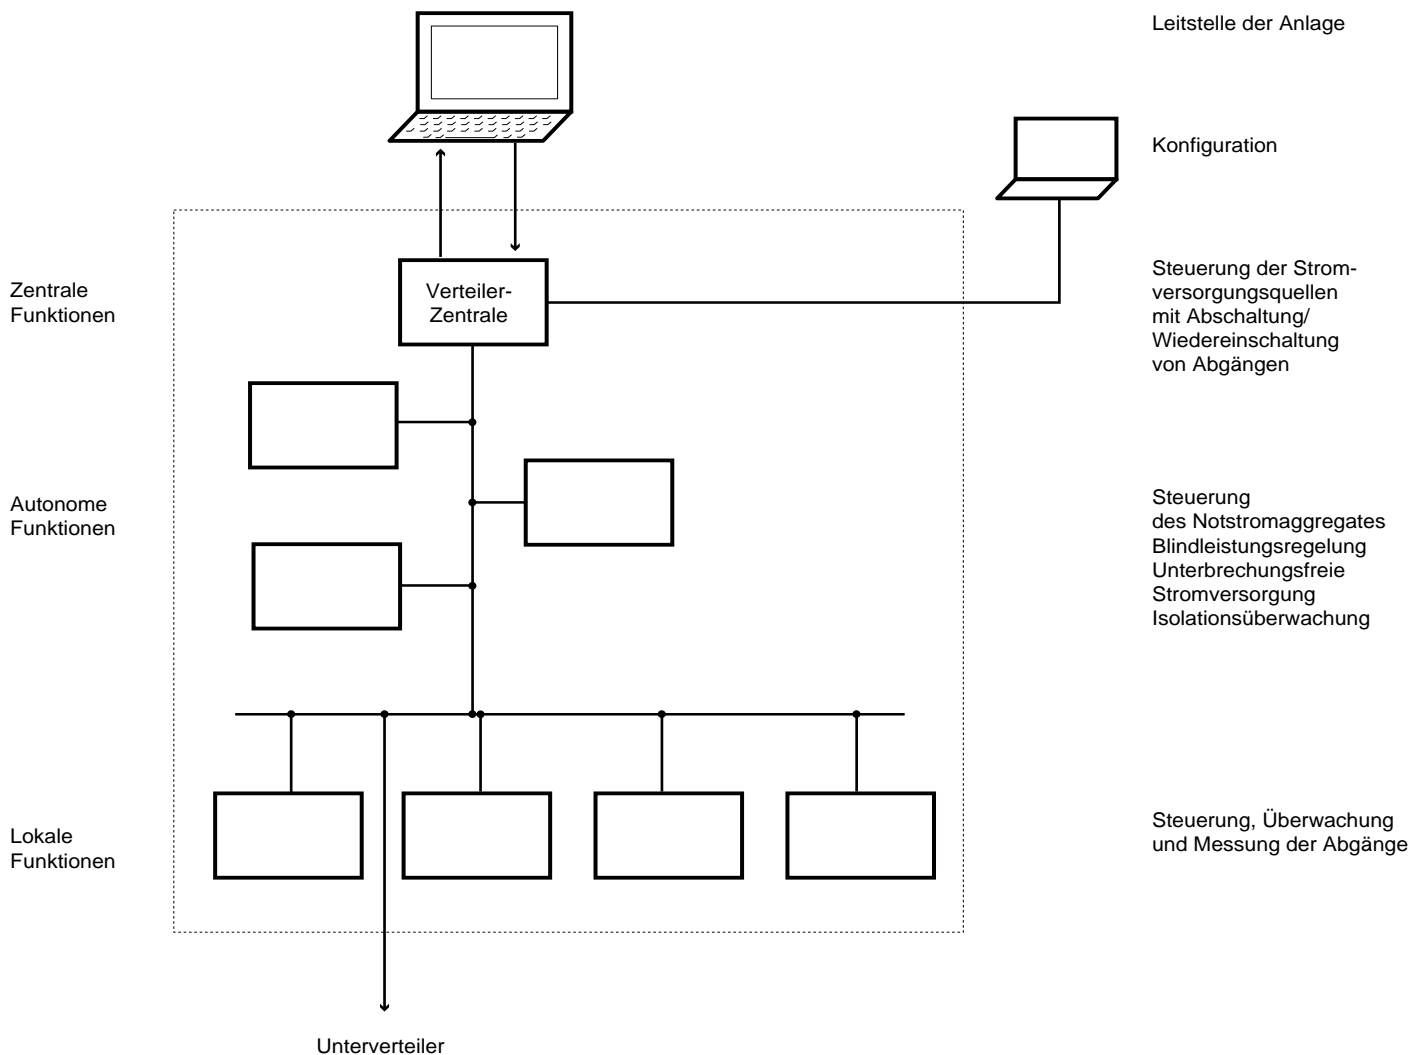 Leitstelle der Anlage
Konfiguration
Zentrale
Funktionen
Verteiler-
Zentrale
Steuerung der Strom-
versorgungsquellen
mit Abschaltung/
Wiedereinschaltung
von Abgängen
Autonome
Funktionen
Steuerung
des Notstromaggregates
Blindleistungsregelung
Unterbrechungsfreie
Stromversorgung
Isolationsüberwachung
Lokale
Funktionen
Steuerung, Überwachung
und Messung der Abgänge
Unterverteiler